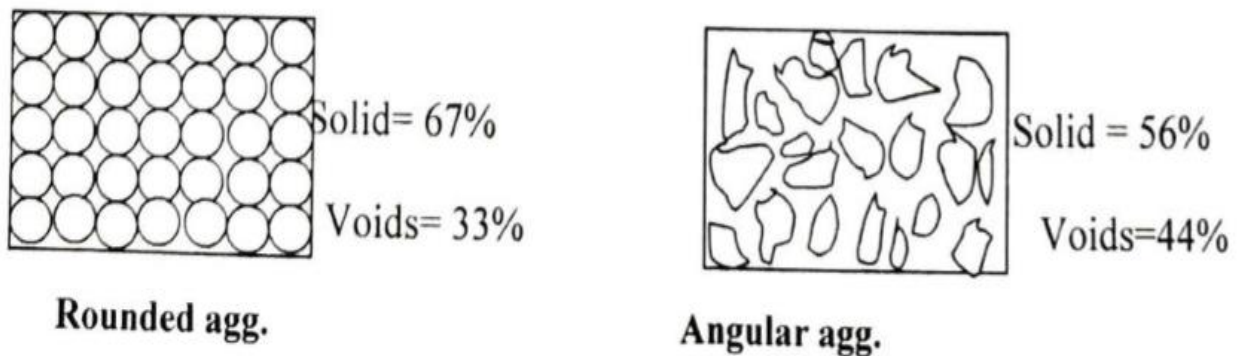 Solid= 67%
Voids= 33%
Rounded agg.
Solid = 56%
Voids=44%
Angular agg.